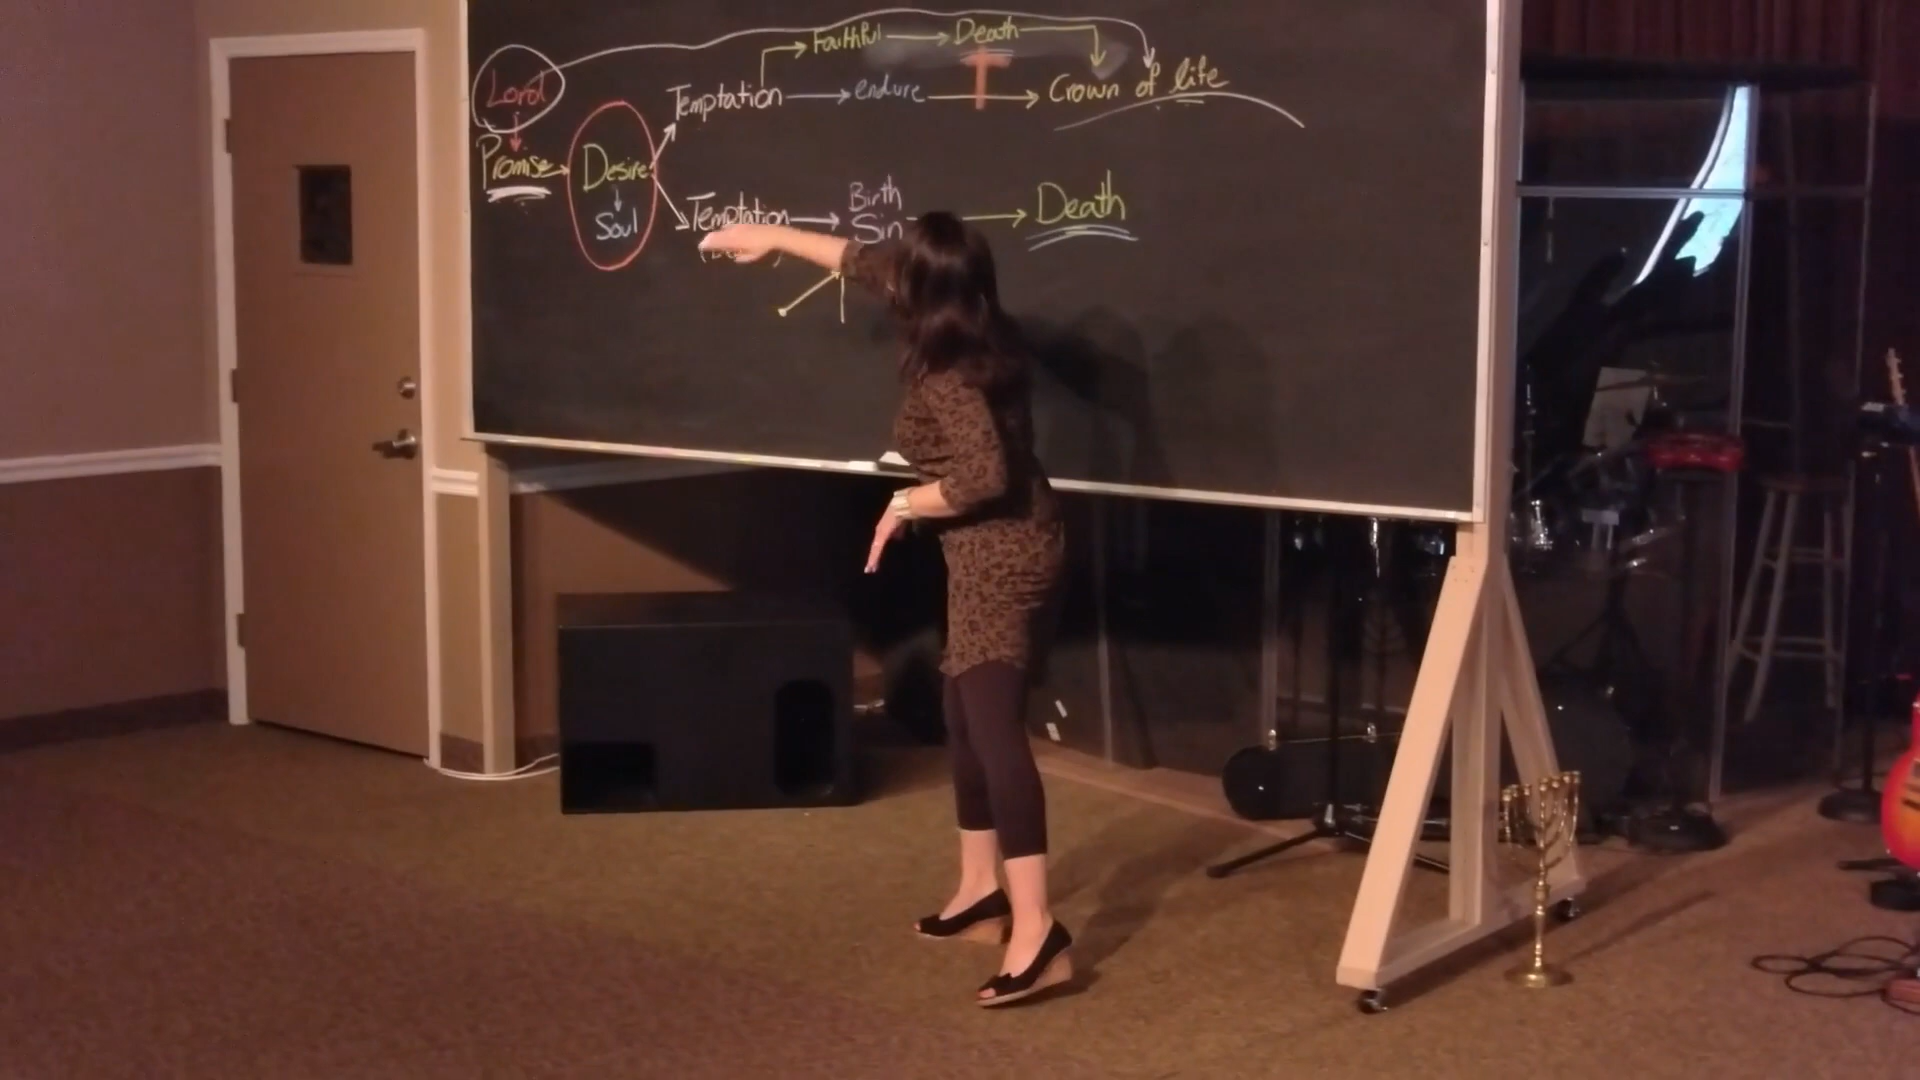 Faithful Death
Lord Temptation endure Crown of life
Promise Desire
Soul
Temptation Birth Death
Sin